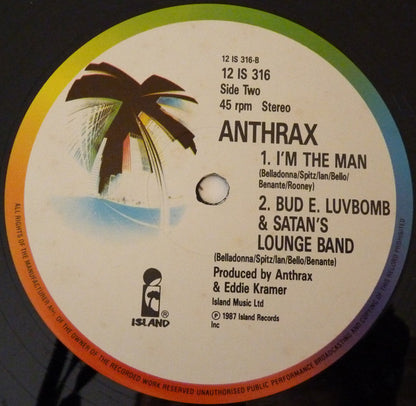 12 IS 316-B
12 IS 316
Side Two
45 rpm Stereo
ANTHRAX
1. I'M THE MAN
(Belladonna/Spitz/Ian/Bello/
Benante/Rooney)
2. BUD E. LUVBOMB
& SATAN'S
LOUNGE BAND
(Belladonna/Spitz/Ian/Bello/Benante)
Produced by Anthrax
& Eddie Kramer
Island Music Ltd
℗ 1987 Island Records
Inc
i
ISLAND®
ALL RIGHTS OF THE MANUFACTURER AND OF THE OWNER OF THE RECORDED WORK RESERVED UNAUTHORISED PUBLIC PERFORMANCE BROADCASTING AND COPYING OF THIS RECORD PROHIBITED